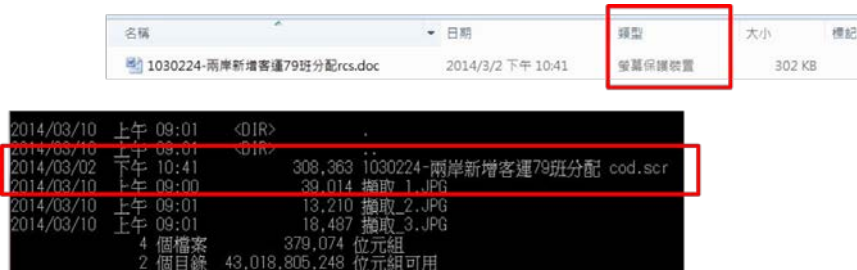 名稱 日期 類型 大小 標記
1030224-兩岸新增客運79班分配rcs.doc 2014/3/2 下午 10:41 螢幕保護裝置 302 KB
2014/03/10 上午 09:01 <DIR> .
2014/03/10 上午 09:01 <DIR> ..
2014/03/02 下午 10:41 308,363 1030224-兩岸新增客運79班分配 cod.scr
2014/03/10 上午 09:00 39,014 擷取_1.JPG
2014/03/10 上午 09:01 13,210 擷取_2.JPG
2014/03/10 上午 09:01 18,487 擷取_3.JPG
4 個檔案 379,074 位元組
2 個目錄 43,018,805,248 位元組可用